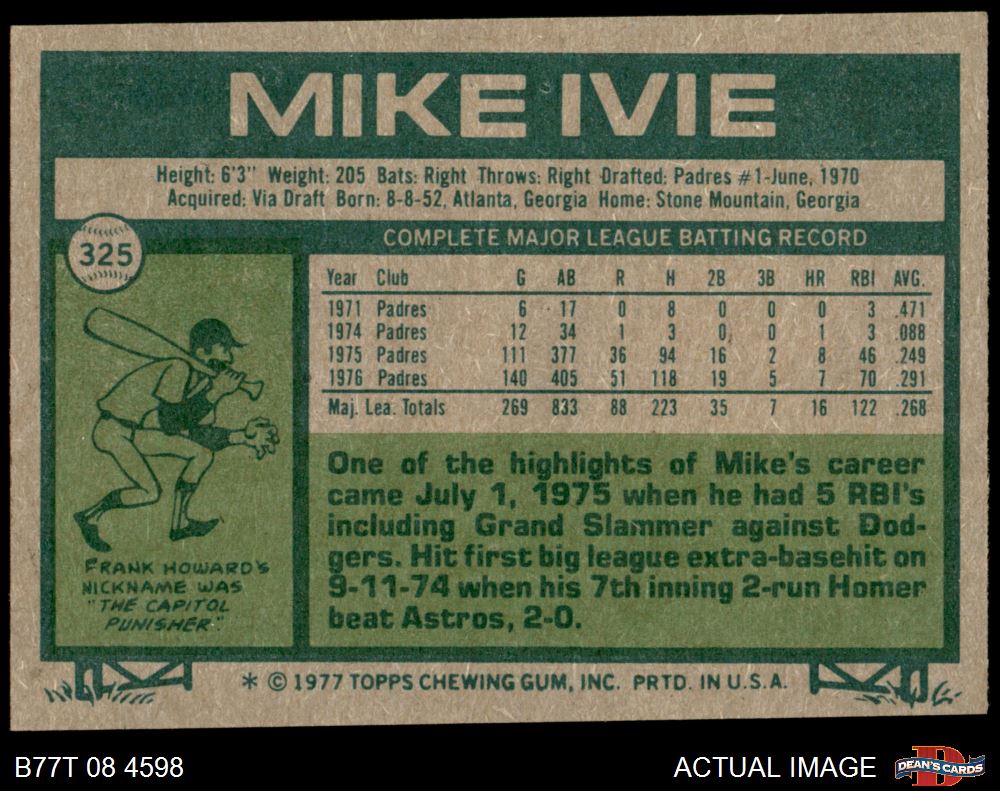 MIKE IVIE
Height: 6'3" Weight: 205 Bats: Right Throws: Right Drafted: Padres #1-June, 1970
Acquired: Via Draft Born: 8-8-52, Atlanta, Georgia Home: Stone Mountain, Georgia
325
COMPLETE MAJOR LEAGUE BATTING RECORD
Year Club G AB R H 2B 3B HR RBI AVG.
1971 Padres 6 17 0 8 0 0 0 3 .471
1974 Padres 12 34 1 3 0 0 1 3 .088
1975 Padres 111 377 36 94 16 2 8 46 .249
1976 Padres 140 405 51 118 19 5 7 70 .291
Maj. Lea. Totals 269 833 88 223 35 7 16 122 .268
One of the highlights of Mike's career
came July 1, 1975 when he had 5 RBI's
including Grand Slammer against Dod-
gers. Hit first big league extra-basehit on
9-11-74 when his 7th inning 2-run Homer
beat Astros, 2-0.
FRANK HOWARD'S
NICKNAME WAS
"THE CAPITOL
PUNISHER."
* © 1977 TOPPS CHEWING GUM, INC. PRTD. IN U.S.A.
B77T 08 4598
ACTUAL IMAGE
D
DEAN'S CARDS